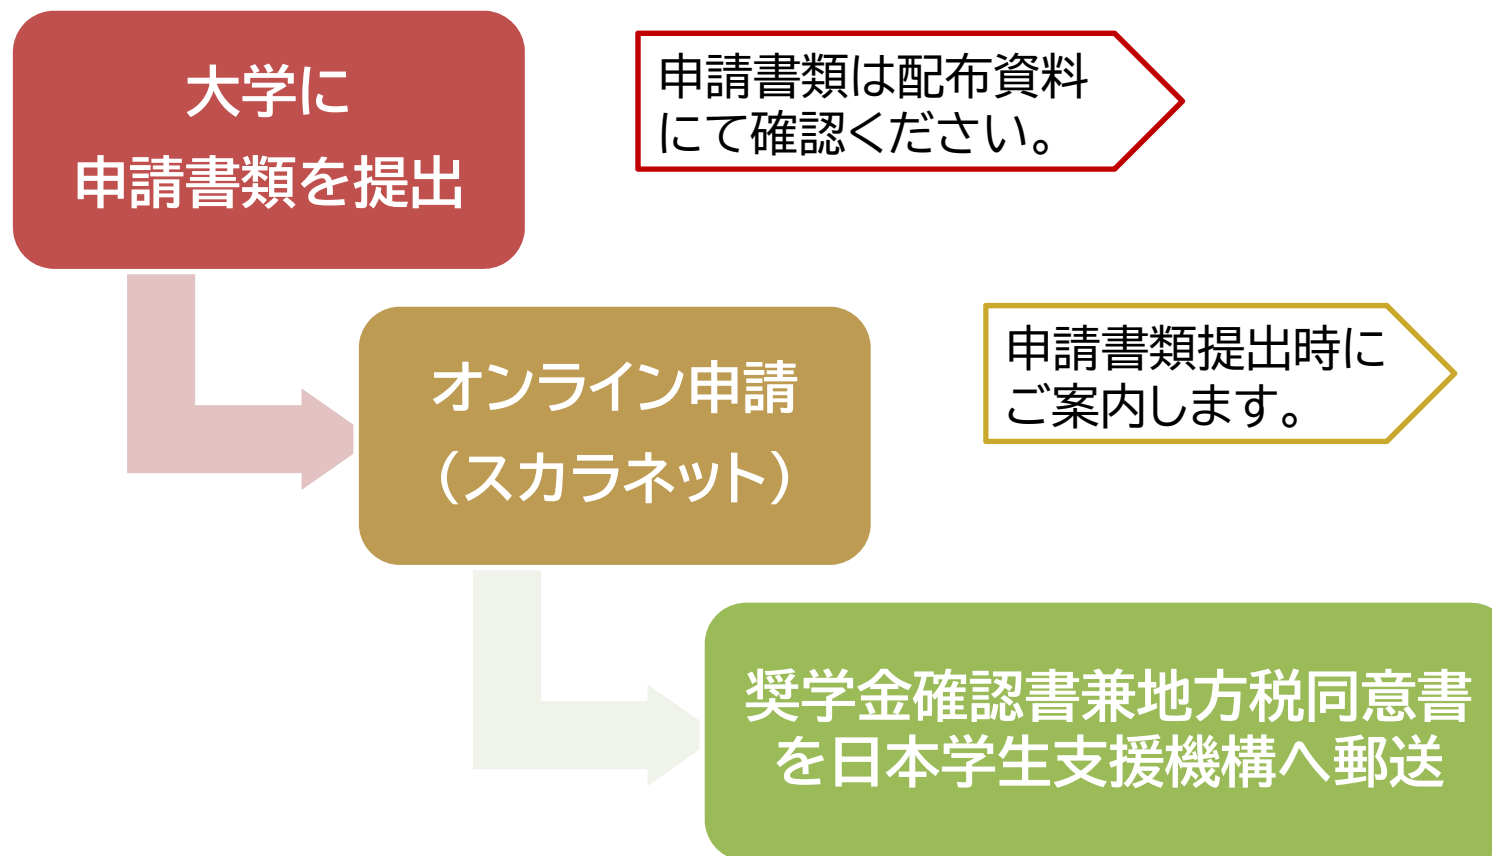 大学に
申請書類を提出
申請書類は配布資料
にて確認ください。
オンライン申請
（スカラネット）
申請書類提出時に
ご案内します。
奨学金確認書兼地方税同意書
を日本学生支援機構へ郵送